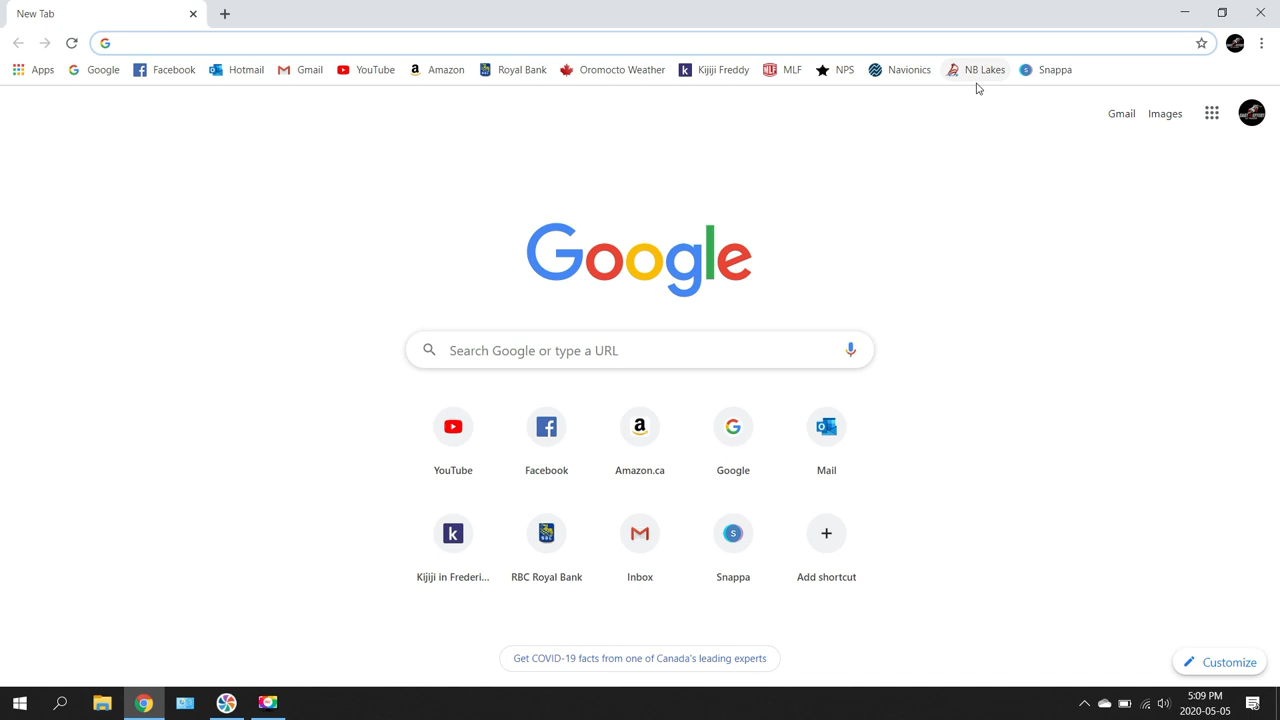 New Tab
Apps Google Facebook Hotmail Gmail YouTube Amazon Royal Bank Oromocto Weather Kijiji Freddy MLF NPS Navionics NB Lakes Snappa
Gmail Images
Google
Search Google or type a URL
YouTube Facebook Amazon.ca Google Mail
Kijiji in Frederi... RBC Royal Bank Inbox Snappa Add shortcut
Get COVID-19 facts from one of Canada's leading experts
Customize
5:09 PM
2020-05-05